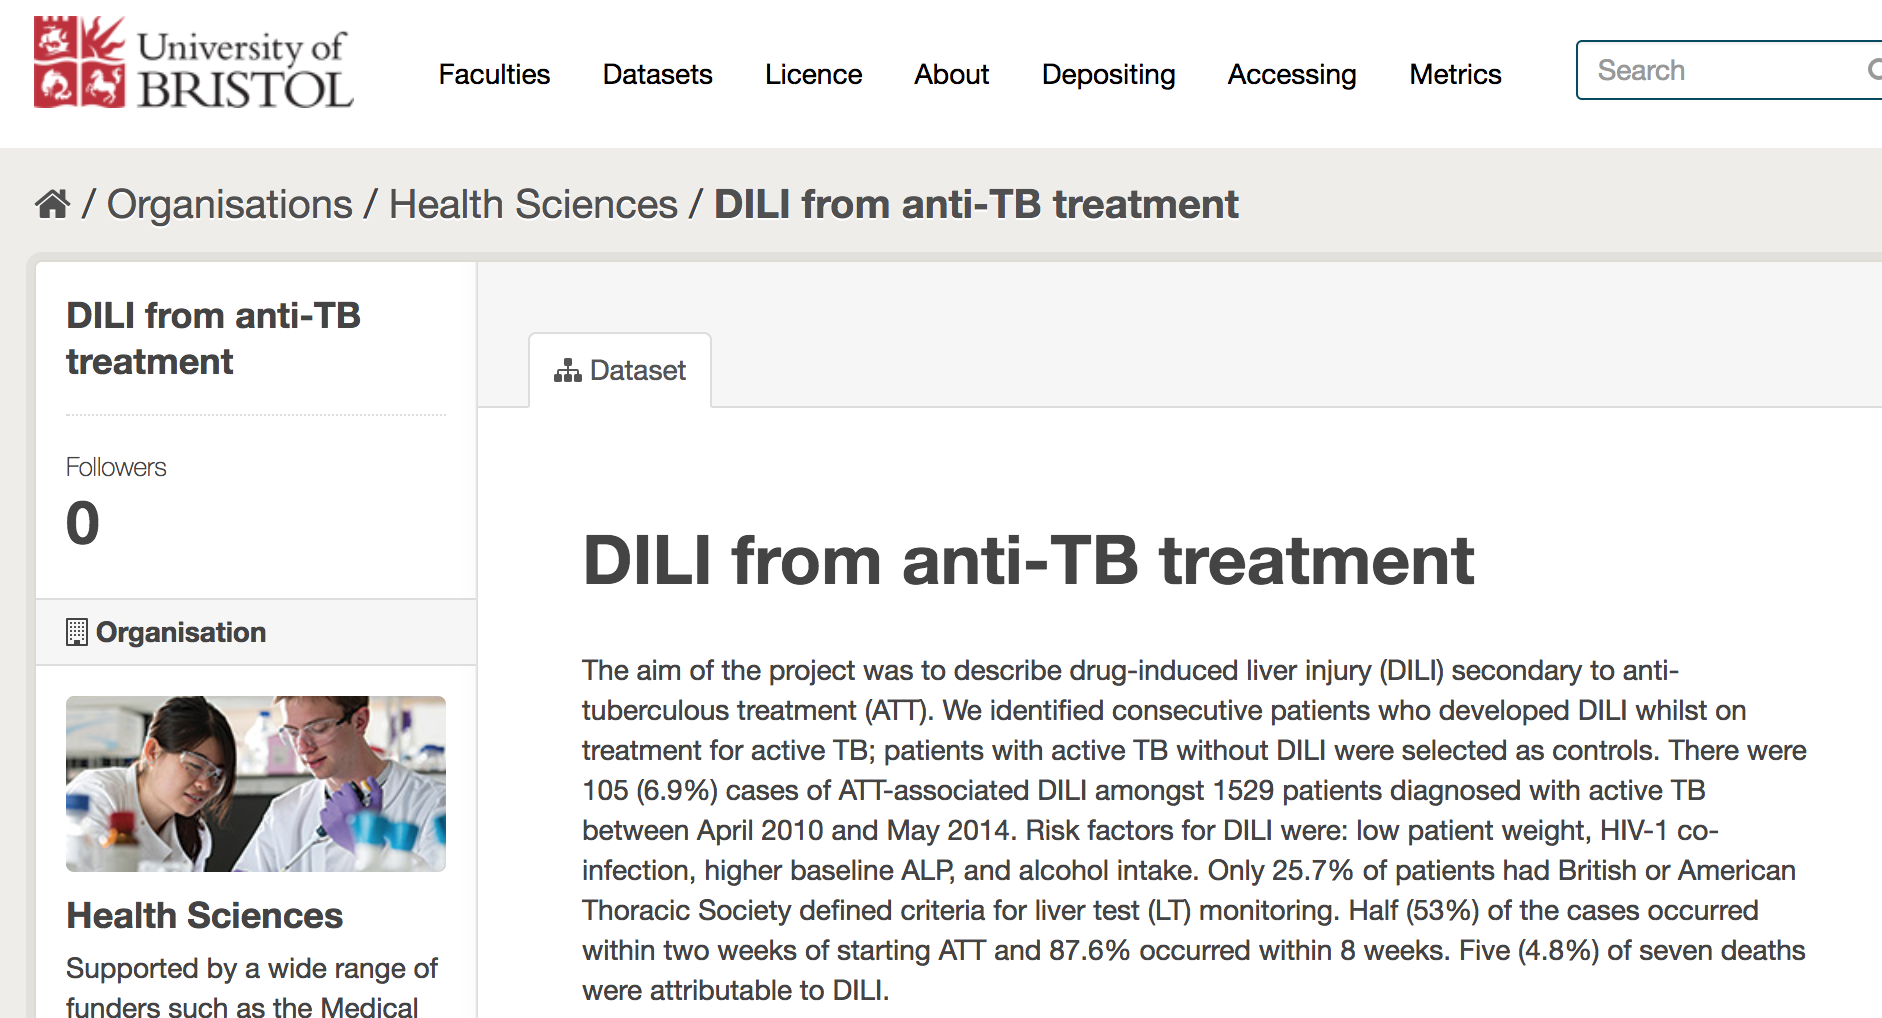 University of
BRISTOL
Faculties Datasets Licence About Depositing Accessing Metrics Search
/ Organisations / Health Sciences / DILI from anti-TB treatment
DILI from anti-TB
treatment
Followers
0
Organisation
Health Sciences
Supported by a wide range of
funders such as the Medical
Dataset
DILI from anti-TB treatment
The aim of the project was to describe drug-induced liver injury (DILI) secondary to anti-
tuberculous treatment (ATT). We identified consecutive patients who developed DILI whilst on
treatment for active TB; patients with active TB without DILI were selected as controls. There were
105 (6.9%) cases of ATT-associated DILI amongst 1529 patients diagnosed with active TB
between April 2010 and May 2014. Risk factors for DILI were: low patient weight, HIV-1 co-
infection, higher baseline ALP, and alcohol intake. Only 25.7% of patients had British or American
Thoracic Society defined criteria for liver test (LT) monitoring. Half (53%) of the cases occurred
within two weeks of starting ATT and 87.6% occurred within 8 weeks. Five (4.8%) of seven deaths
were attributable to DILI.